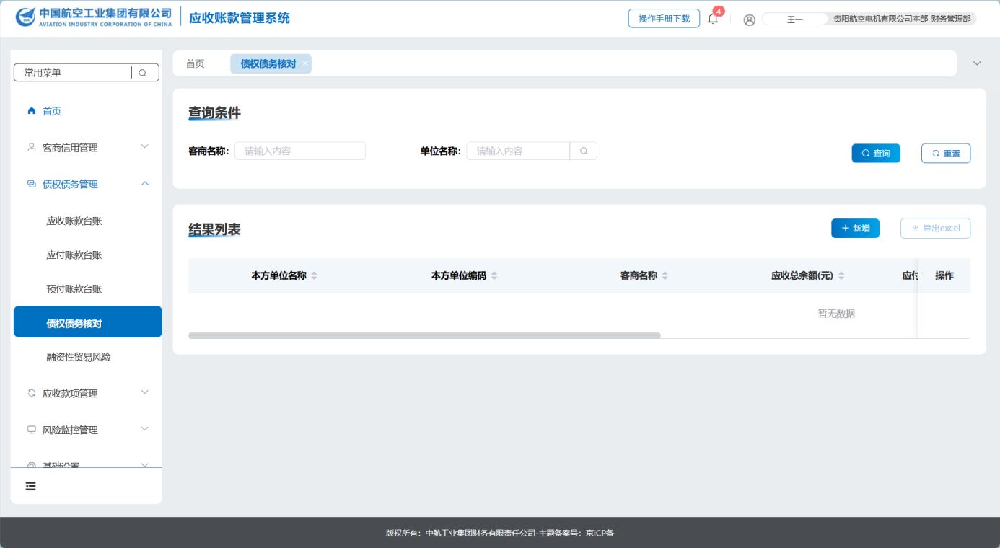 中国航空工业集团有限公司
AVIATION INDUSTRY CORPORATION OF CHINA
应收账款管理系统
操作手册下载
4
王一
贵阳航空电机有限公司本部-财务管理部
常用菜单
首页
客商信用管理
债权债务管理
应收账款台账
应付账款台账
预付账款台账
债权债务核对
融资性贸易风险
应收款项管理
风险监控管理
基础设置
首页
债权债务核对
查询条件
客商名称:
请输入内容
单位名称:
请输入内容
查询
重置
结果列表
新增
导出excel
本方单位名称
本方单位编码
客商名称
应收总余额(元)
应付
操作
暂无数据
版权所有：中航工业集团财务有限责任公司-主题备案号：京ICP备